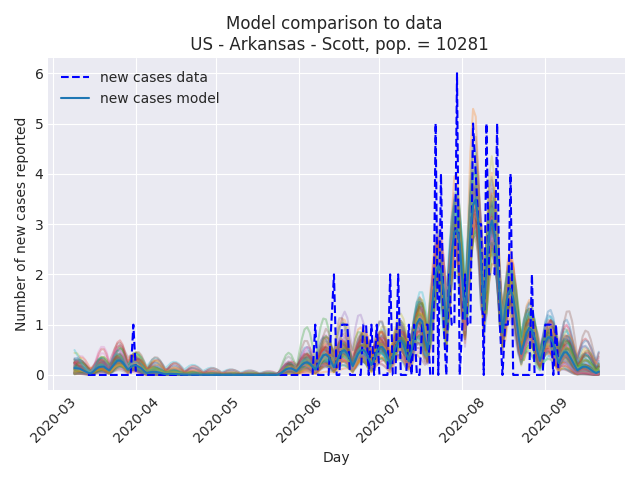 Model comparison to data
US - Arkansas - Scott, pop. = 10281
new cases data
new cases model
Number of new cases reported
6
5
4
3
2
1
0
2020-03
2020-04
2020-05
2020-06
2020-07
2020-08
2020-09
Day